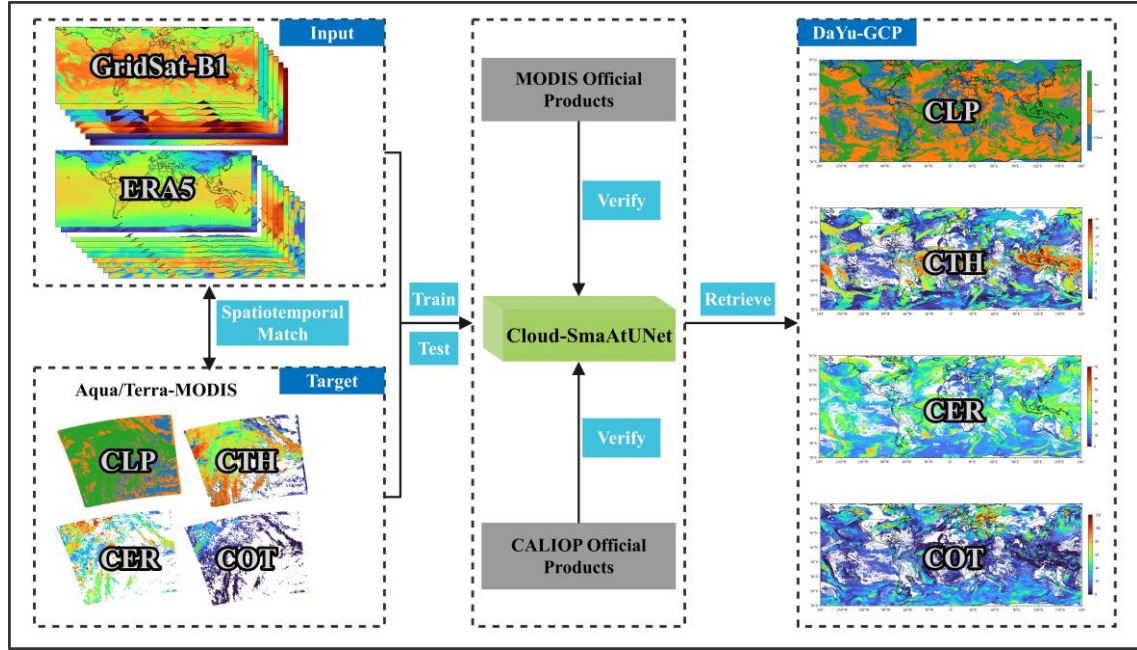 Input
GridSat-B1
ERA5
Spatiotemporal
Match
Target
Aqua/Terra-MODIS
CLP
CTH
CER
COT
Train
Test
MODIS Official
Products
Verify
Cloud-SmaAtUNet
Verify
CALIOP Official
Products
Retrieve
DaYu-GCP
CLP
CTH
CER
COT